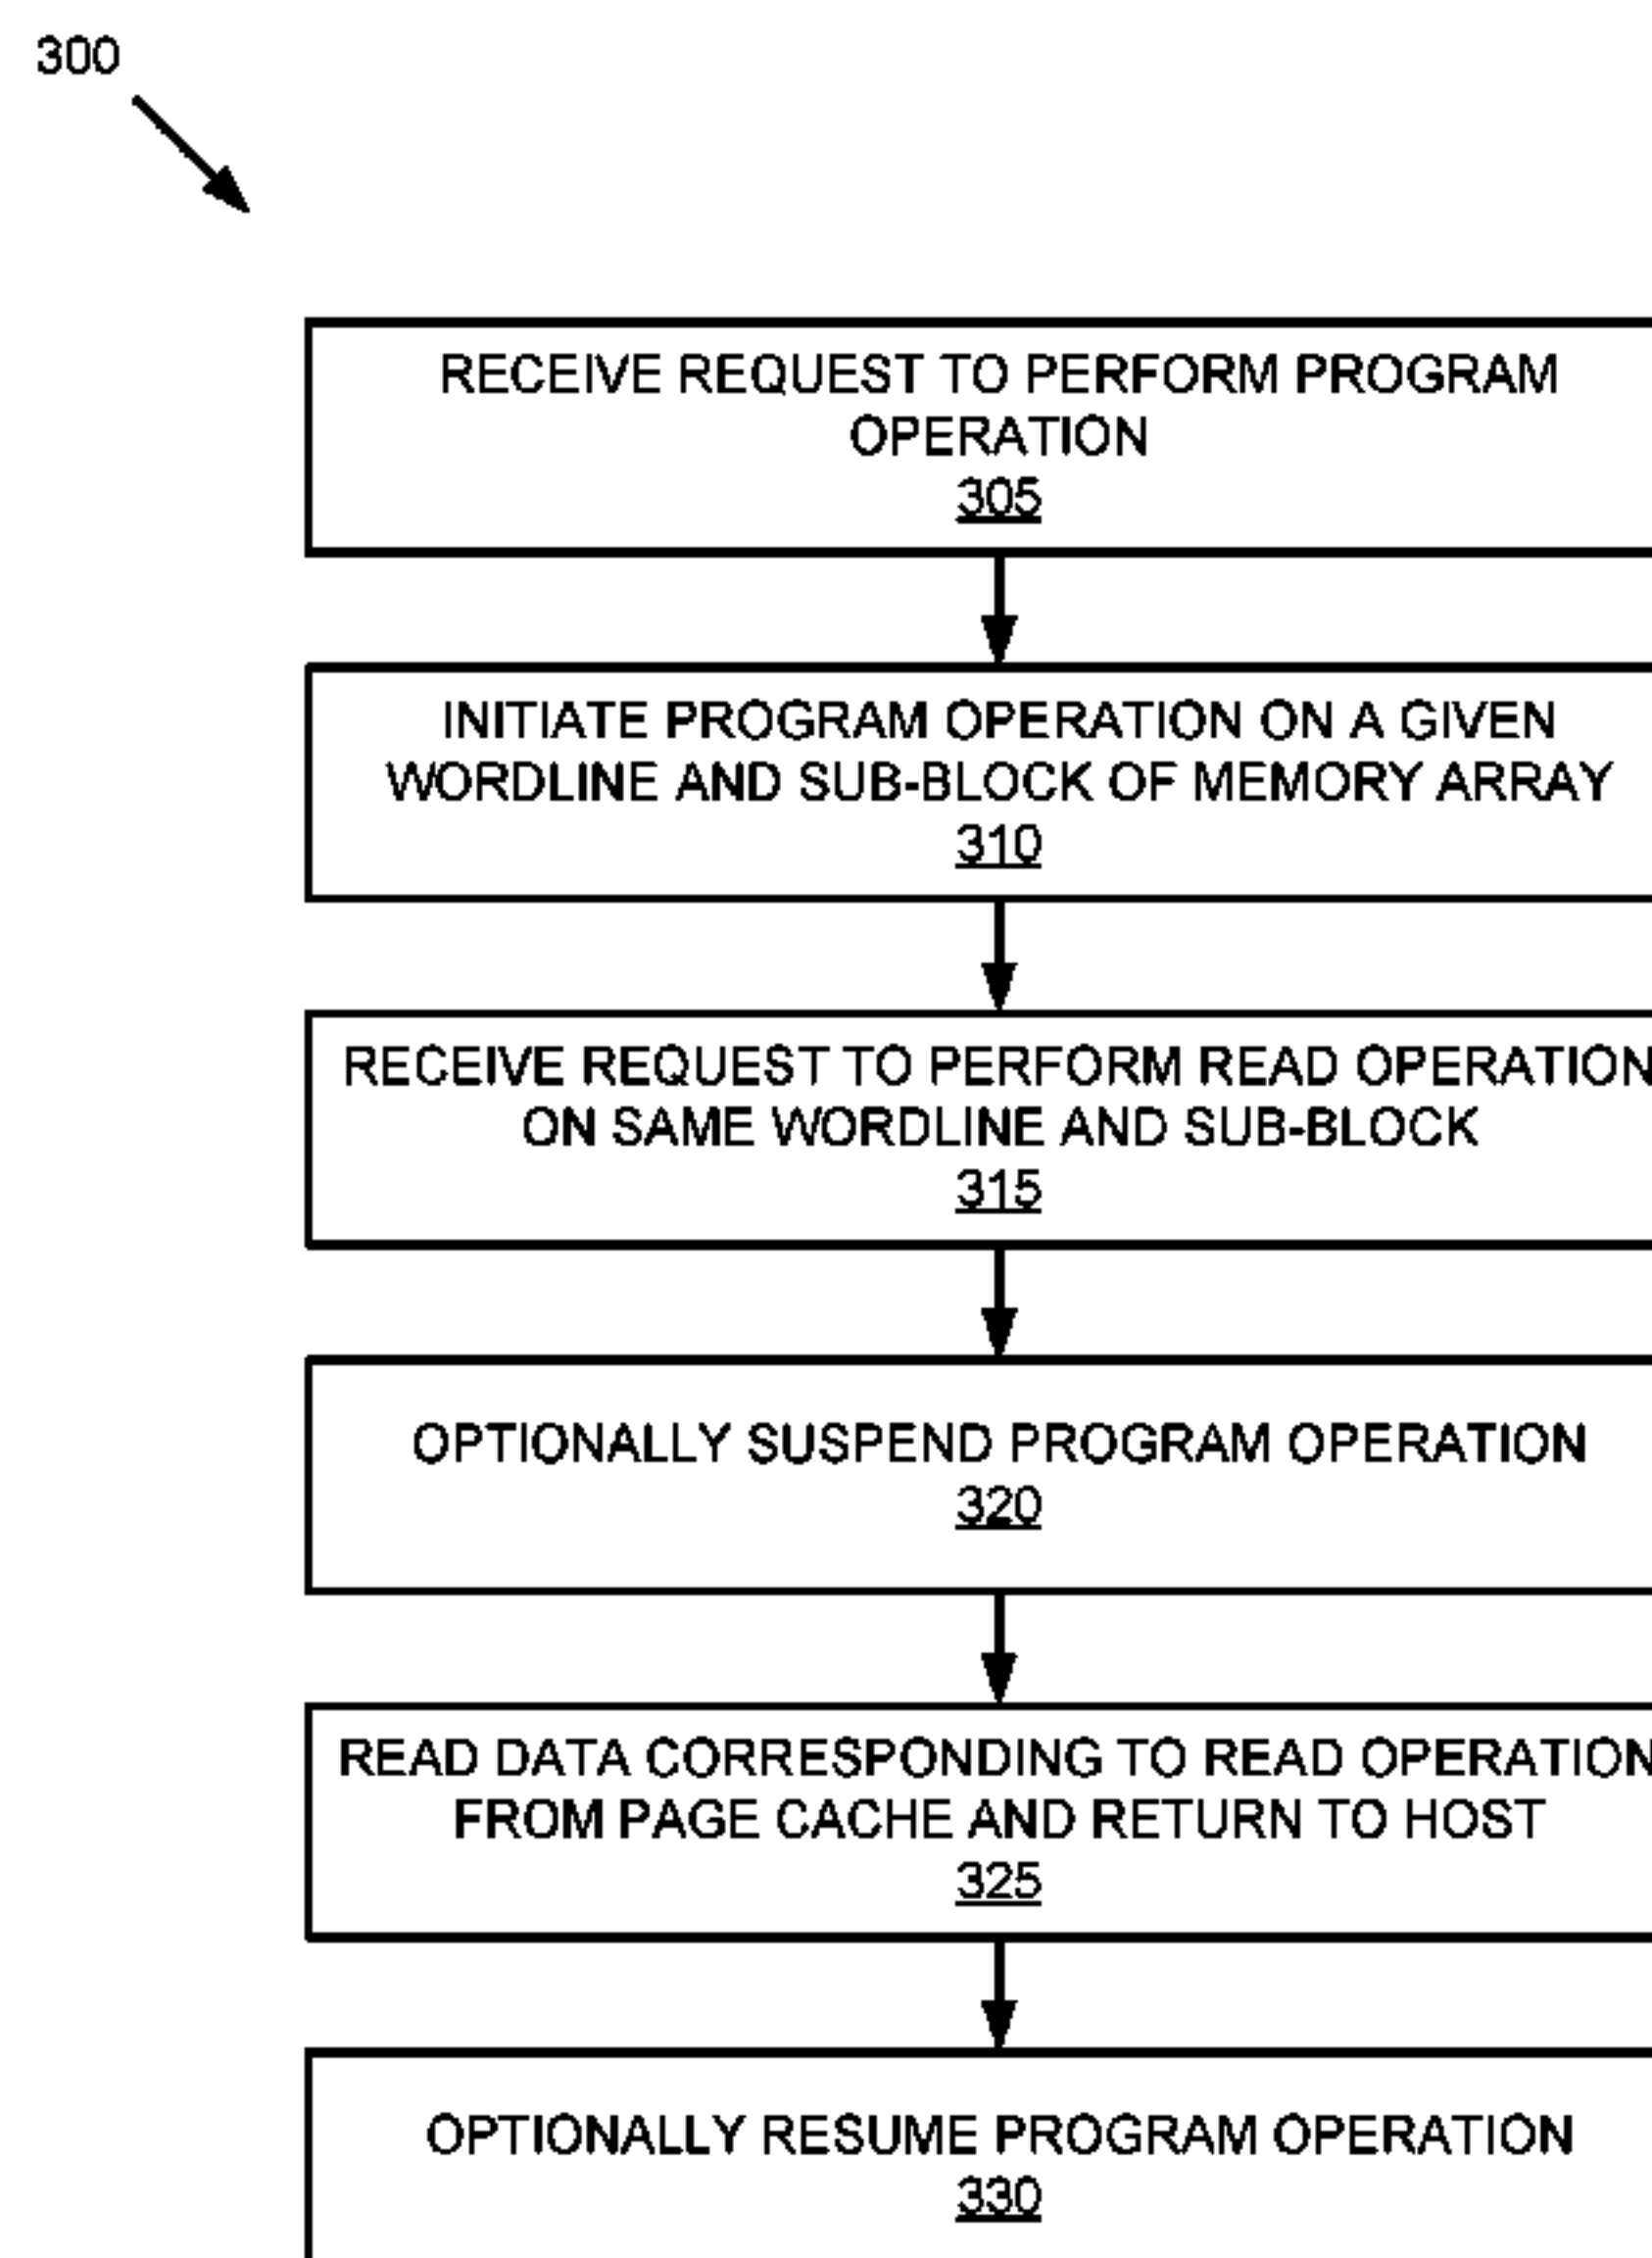 300
RECEIVE REQUEST TO PERFORM PROGRAM
OPERATION
305
INITIATE PROGRAM OPERATION ON A GIVEN
WORDLINE AND SUB-BLOCK OF MEMORY ARRAY
310
RECEIVE REQUEST TO PERFORM READ OPERATION
ON SAME WORDLINE AND SUB-BLOCK
315
OPTIONALLY SUSPEND PROGRAM OPERATION
320
READ DATA CORRESPONDING TO READ OPERATION
FROM PAGE CACHE AND RETURN TO HOST
325
OPTIONALLY RESUME PROGRAM OPERATION
330